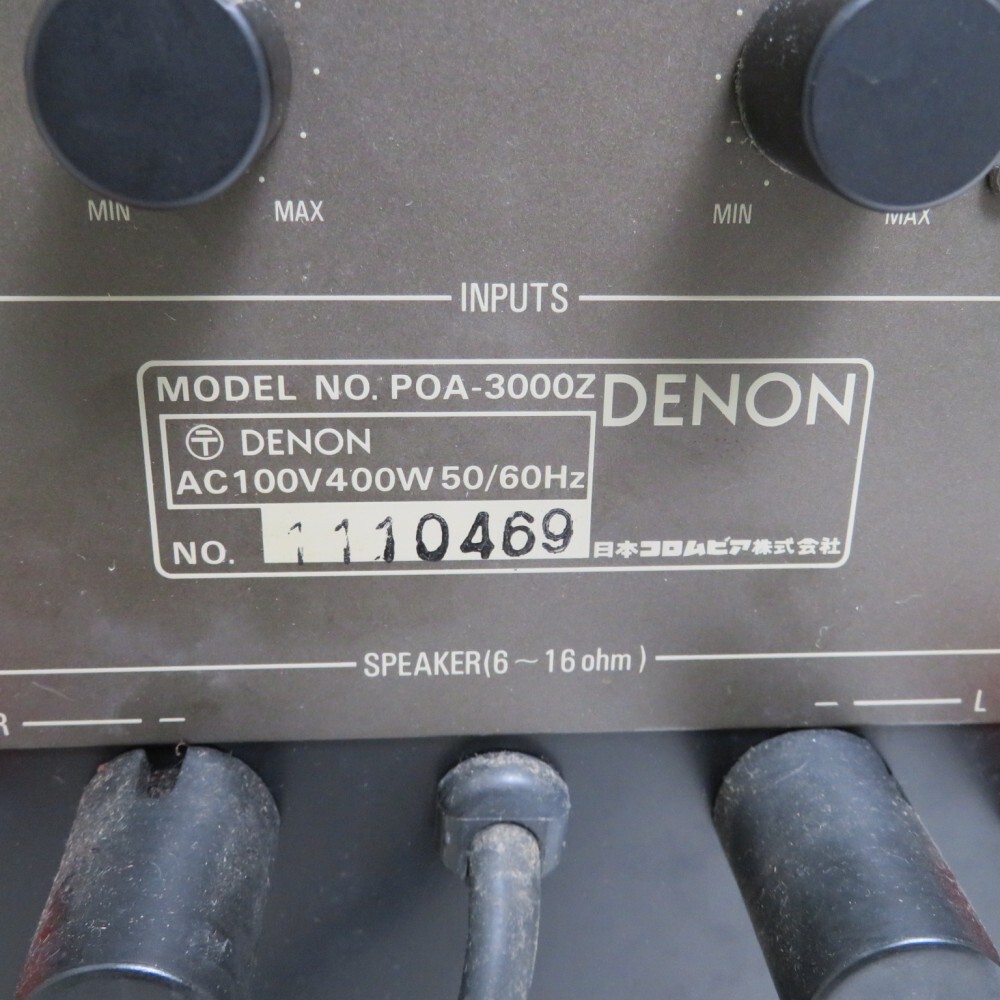 MIN MAX MIN MAX
INPUTS
MODEL NO. POA-3000Z DENON
〒 DENON
AC100V400W 50/60Hz
NO. 1110469 日本コロムビア株式会社
SPEAKER(6~16 ohm)
R — — L